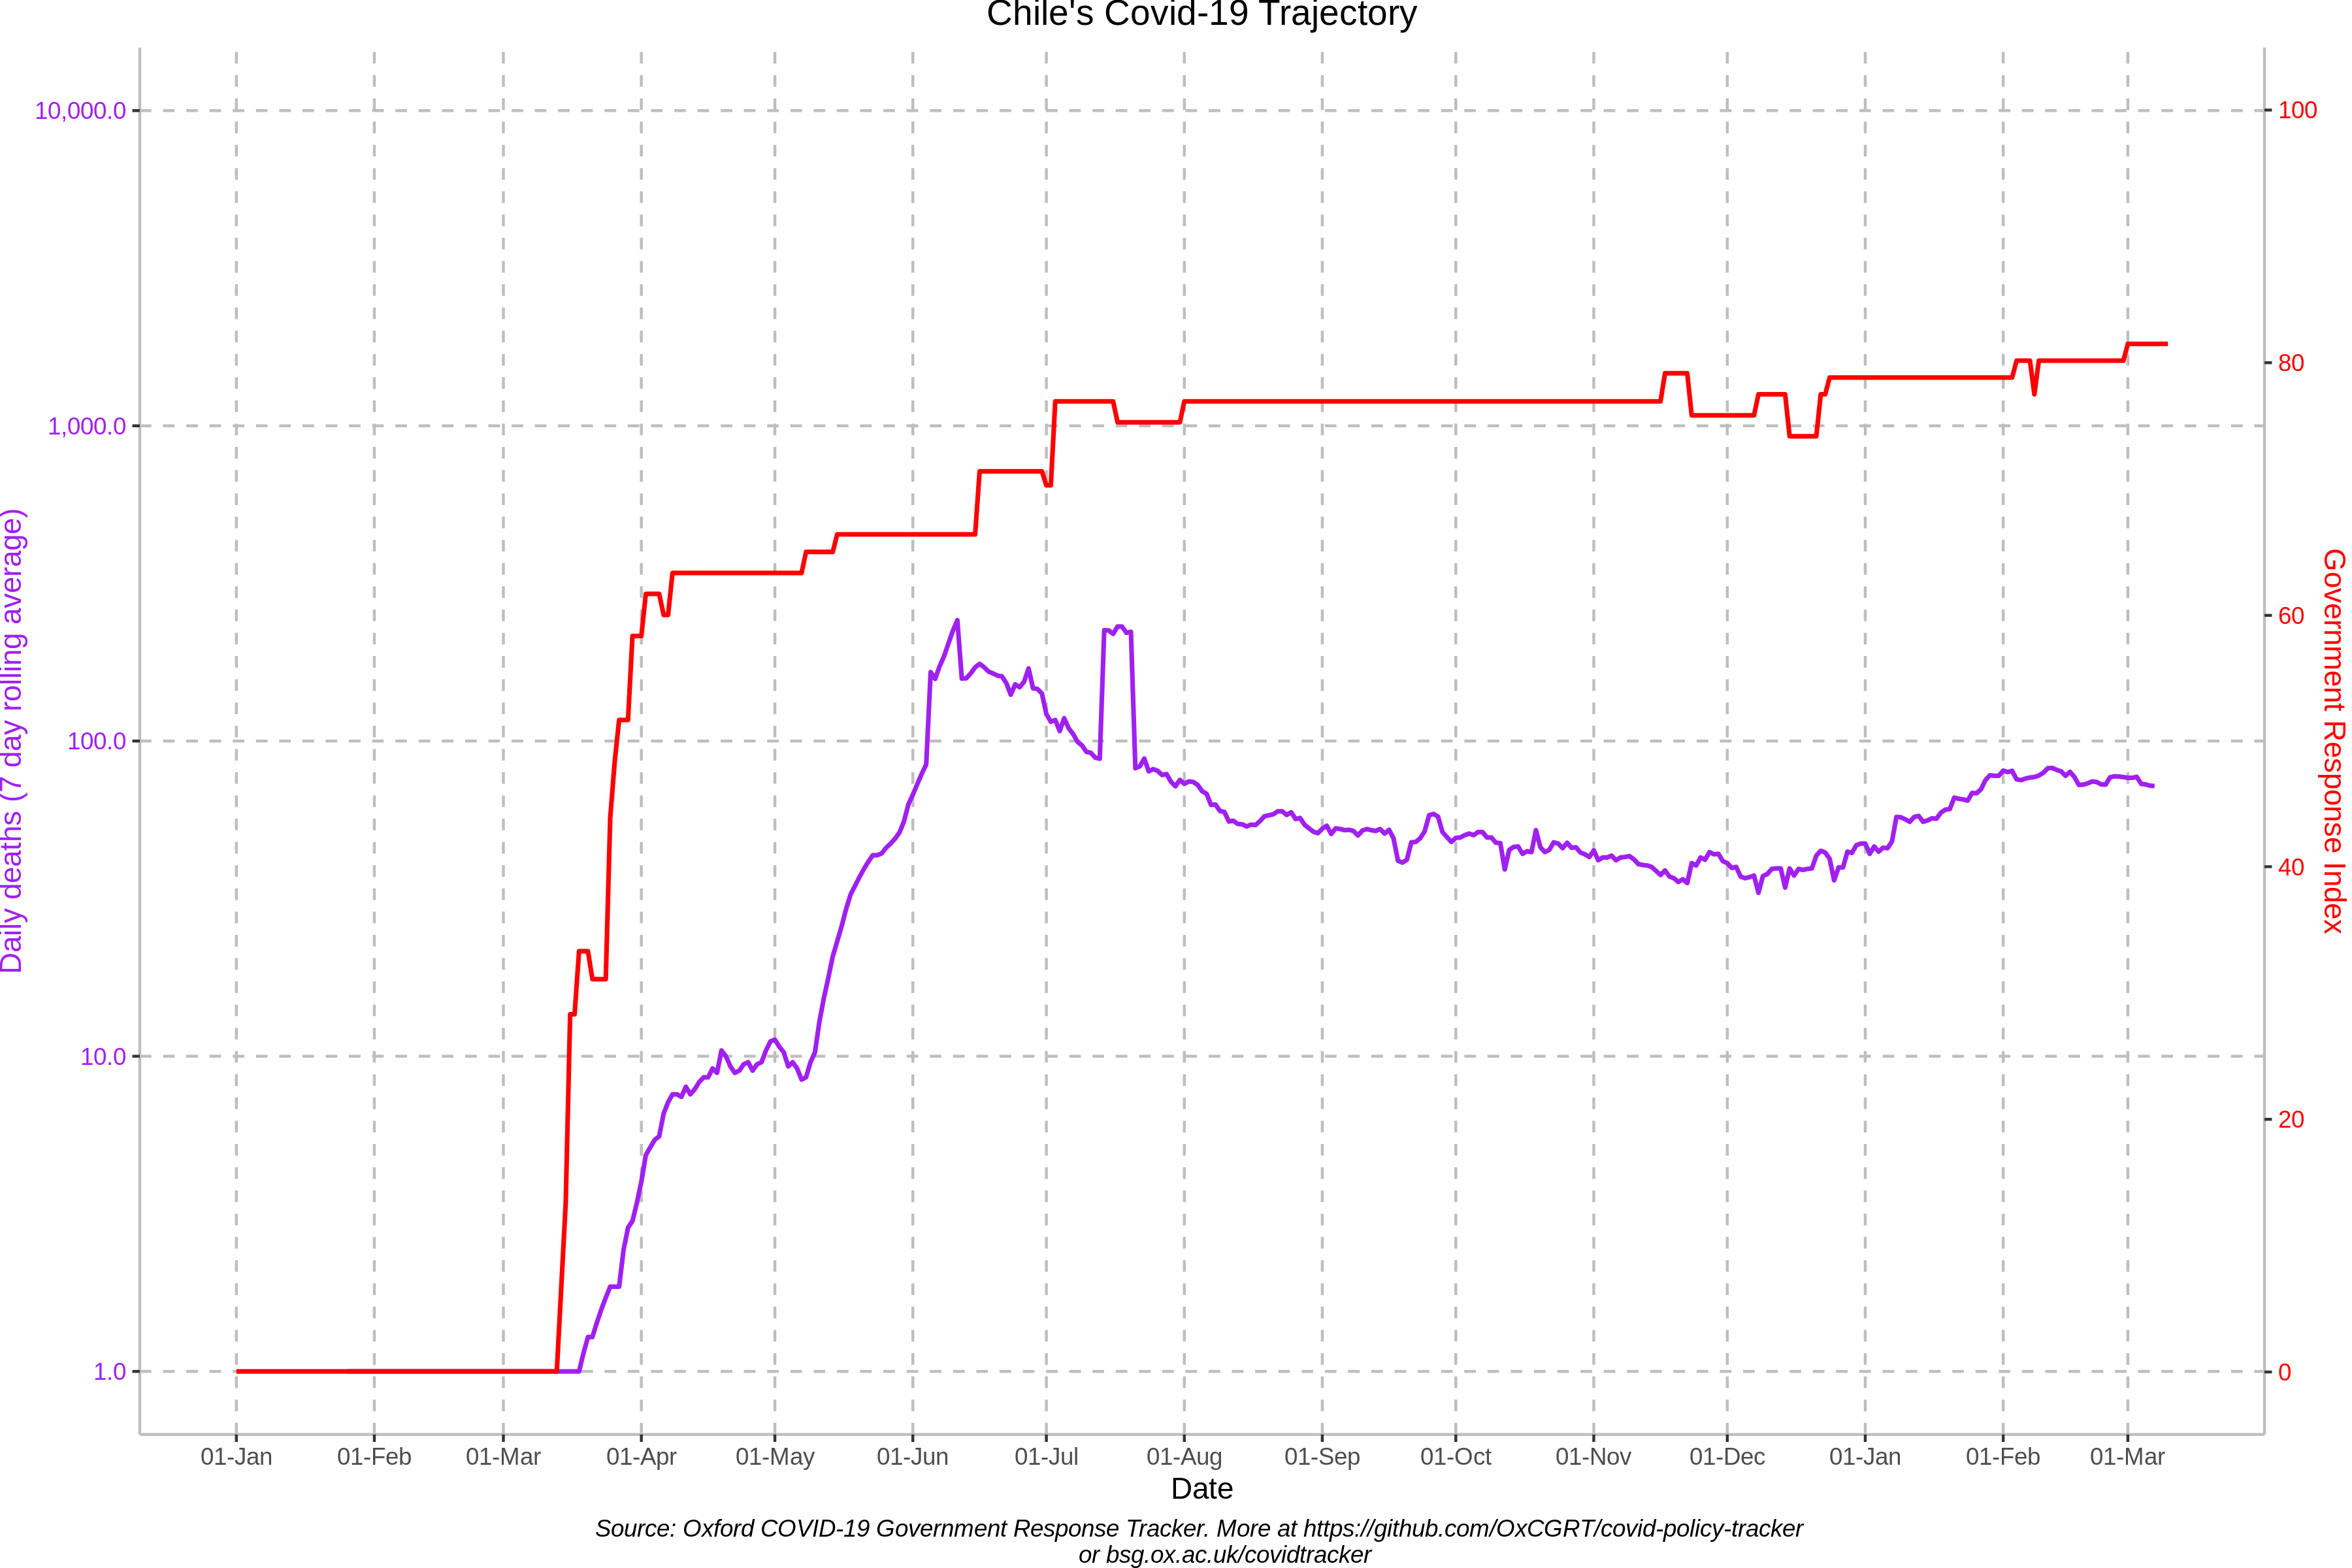 Chile's Covid-19 Trajectory
10,000.0
1,000.0
100.0
10.0
1.0
Daily deaths (7 day rolling average)
100
80
60
40
20
0
Government Response Index
01-Jan 01-Feb 01-Mar 01-Apr 01-May 01-Jun 01-Jul 01-Aug 01-Sep 01-Oct 01-Nov 01-Dec 01-Jan 01-Feb 01-Mar
Date
Source: Oxford COVID-19 Government Response Tracker. More at https://github.com/OxCGRT/covid-policy-tracker
or bsg.ox.ac.uk/covidtracker